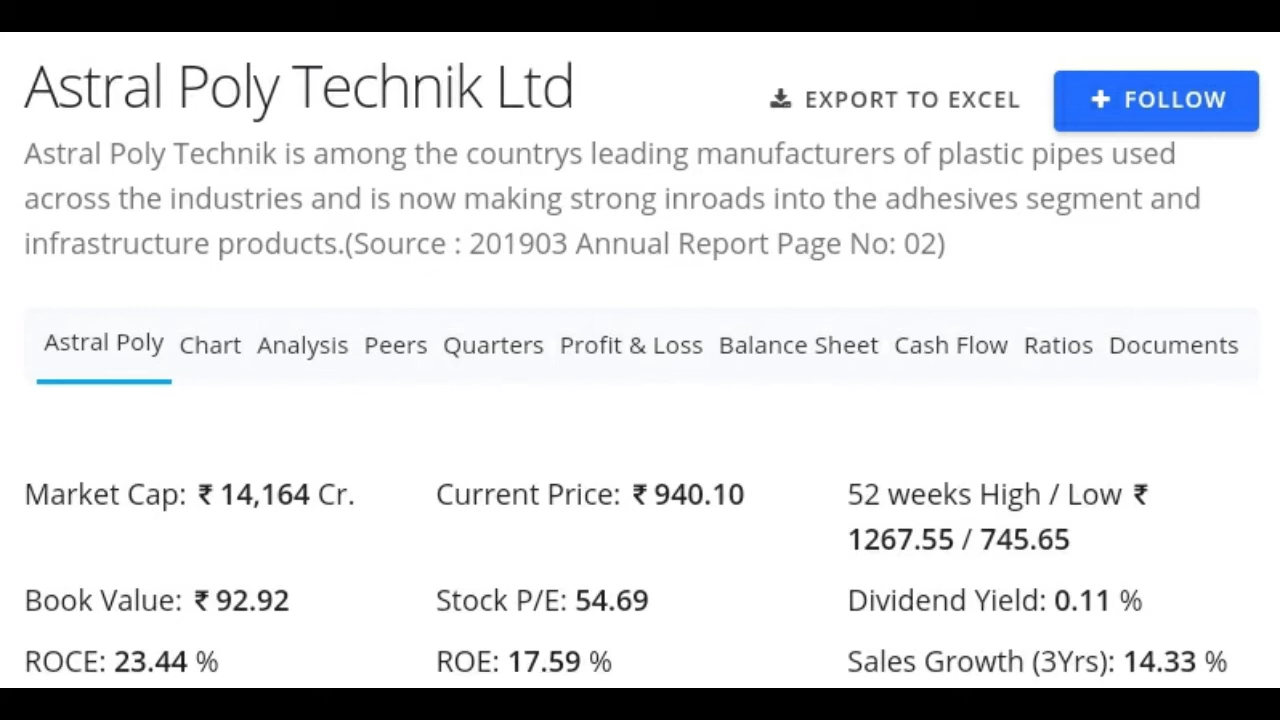 Astral Poly Technik Ltd
EXPORT TO EXCEL
+ FOLLOW
Astral Poly Technik is among the countrys leading manufacturers of plastic pipes used
across the industries and is now making strong inroads into the adhesives segment and
infrastructure products.(Source : 201903 Annual Report Page No: 02)
Astral Poly Chart Analysis Peers Quarters Profit & Loss Balance Sheet Cash Flow Ratios Documents
Market Cap: ₹ 14,164 Cr.
Current Price: ₹ 940.10
52 weeks High / Low ₹
1267.55 / 745.65
Book Value: ₹ 92.92
Stock P/E: 54.69
Dividend Yield: 0.11 %
ROCE: 23.44 %
ROE: 17.59 %
Sales Growth (3Yrs): 14.33 %